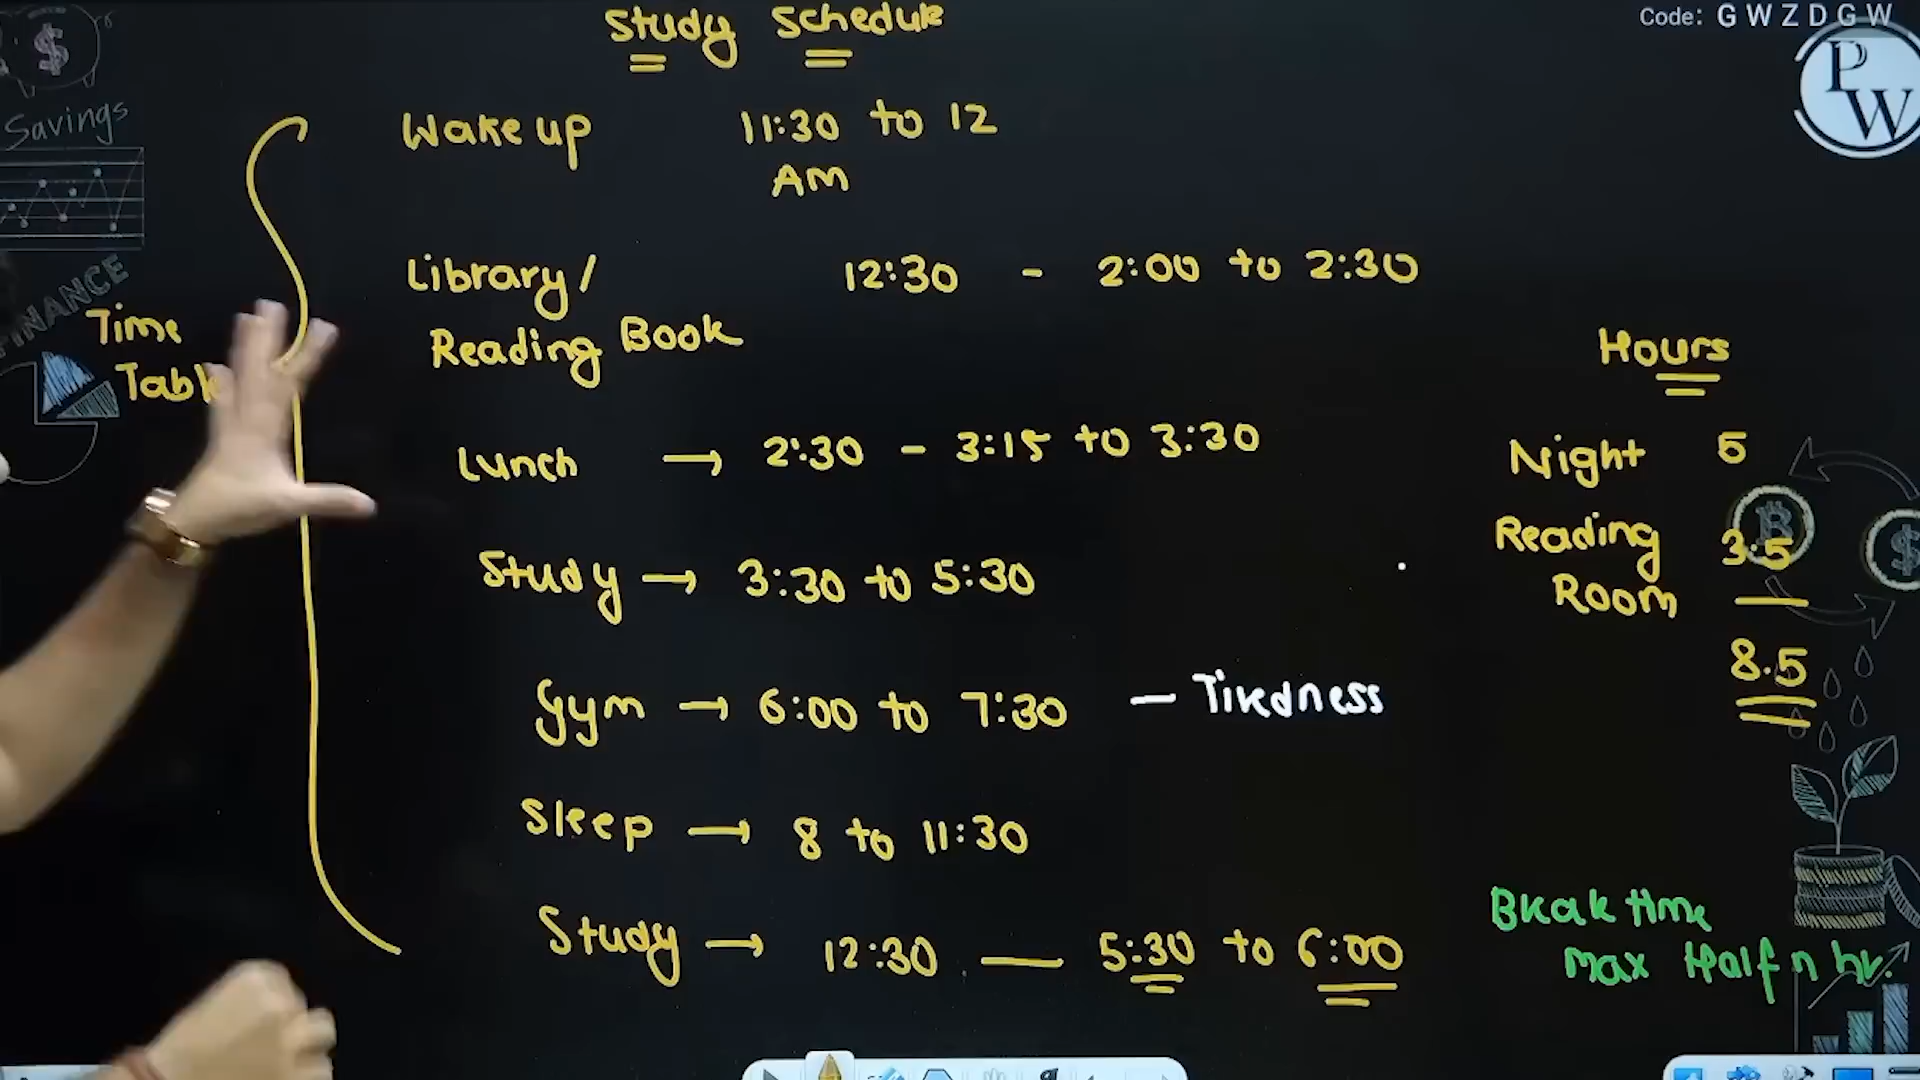 Study Schedule
Code: G W Z D G W
PW
Savings
Wake up 11:30 to 12
AM
FINANCE
Library/ 12:30 - 2:00 to 2:30
Reading Book
Time
Table
Hours
Lunch → 2:30 - 3:15 to 3:30
Night 5
Study → 3:30 to 5:30
Reading 3.5
Room
8.5
Gym → 6:00 to 7:30 — Tiredness
Sleep → 8 to 11:30
Study → 12:30 — 5:30 to 6:00
Break time
max Half n hr.